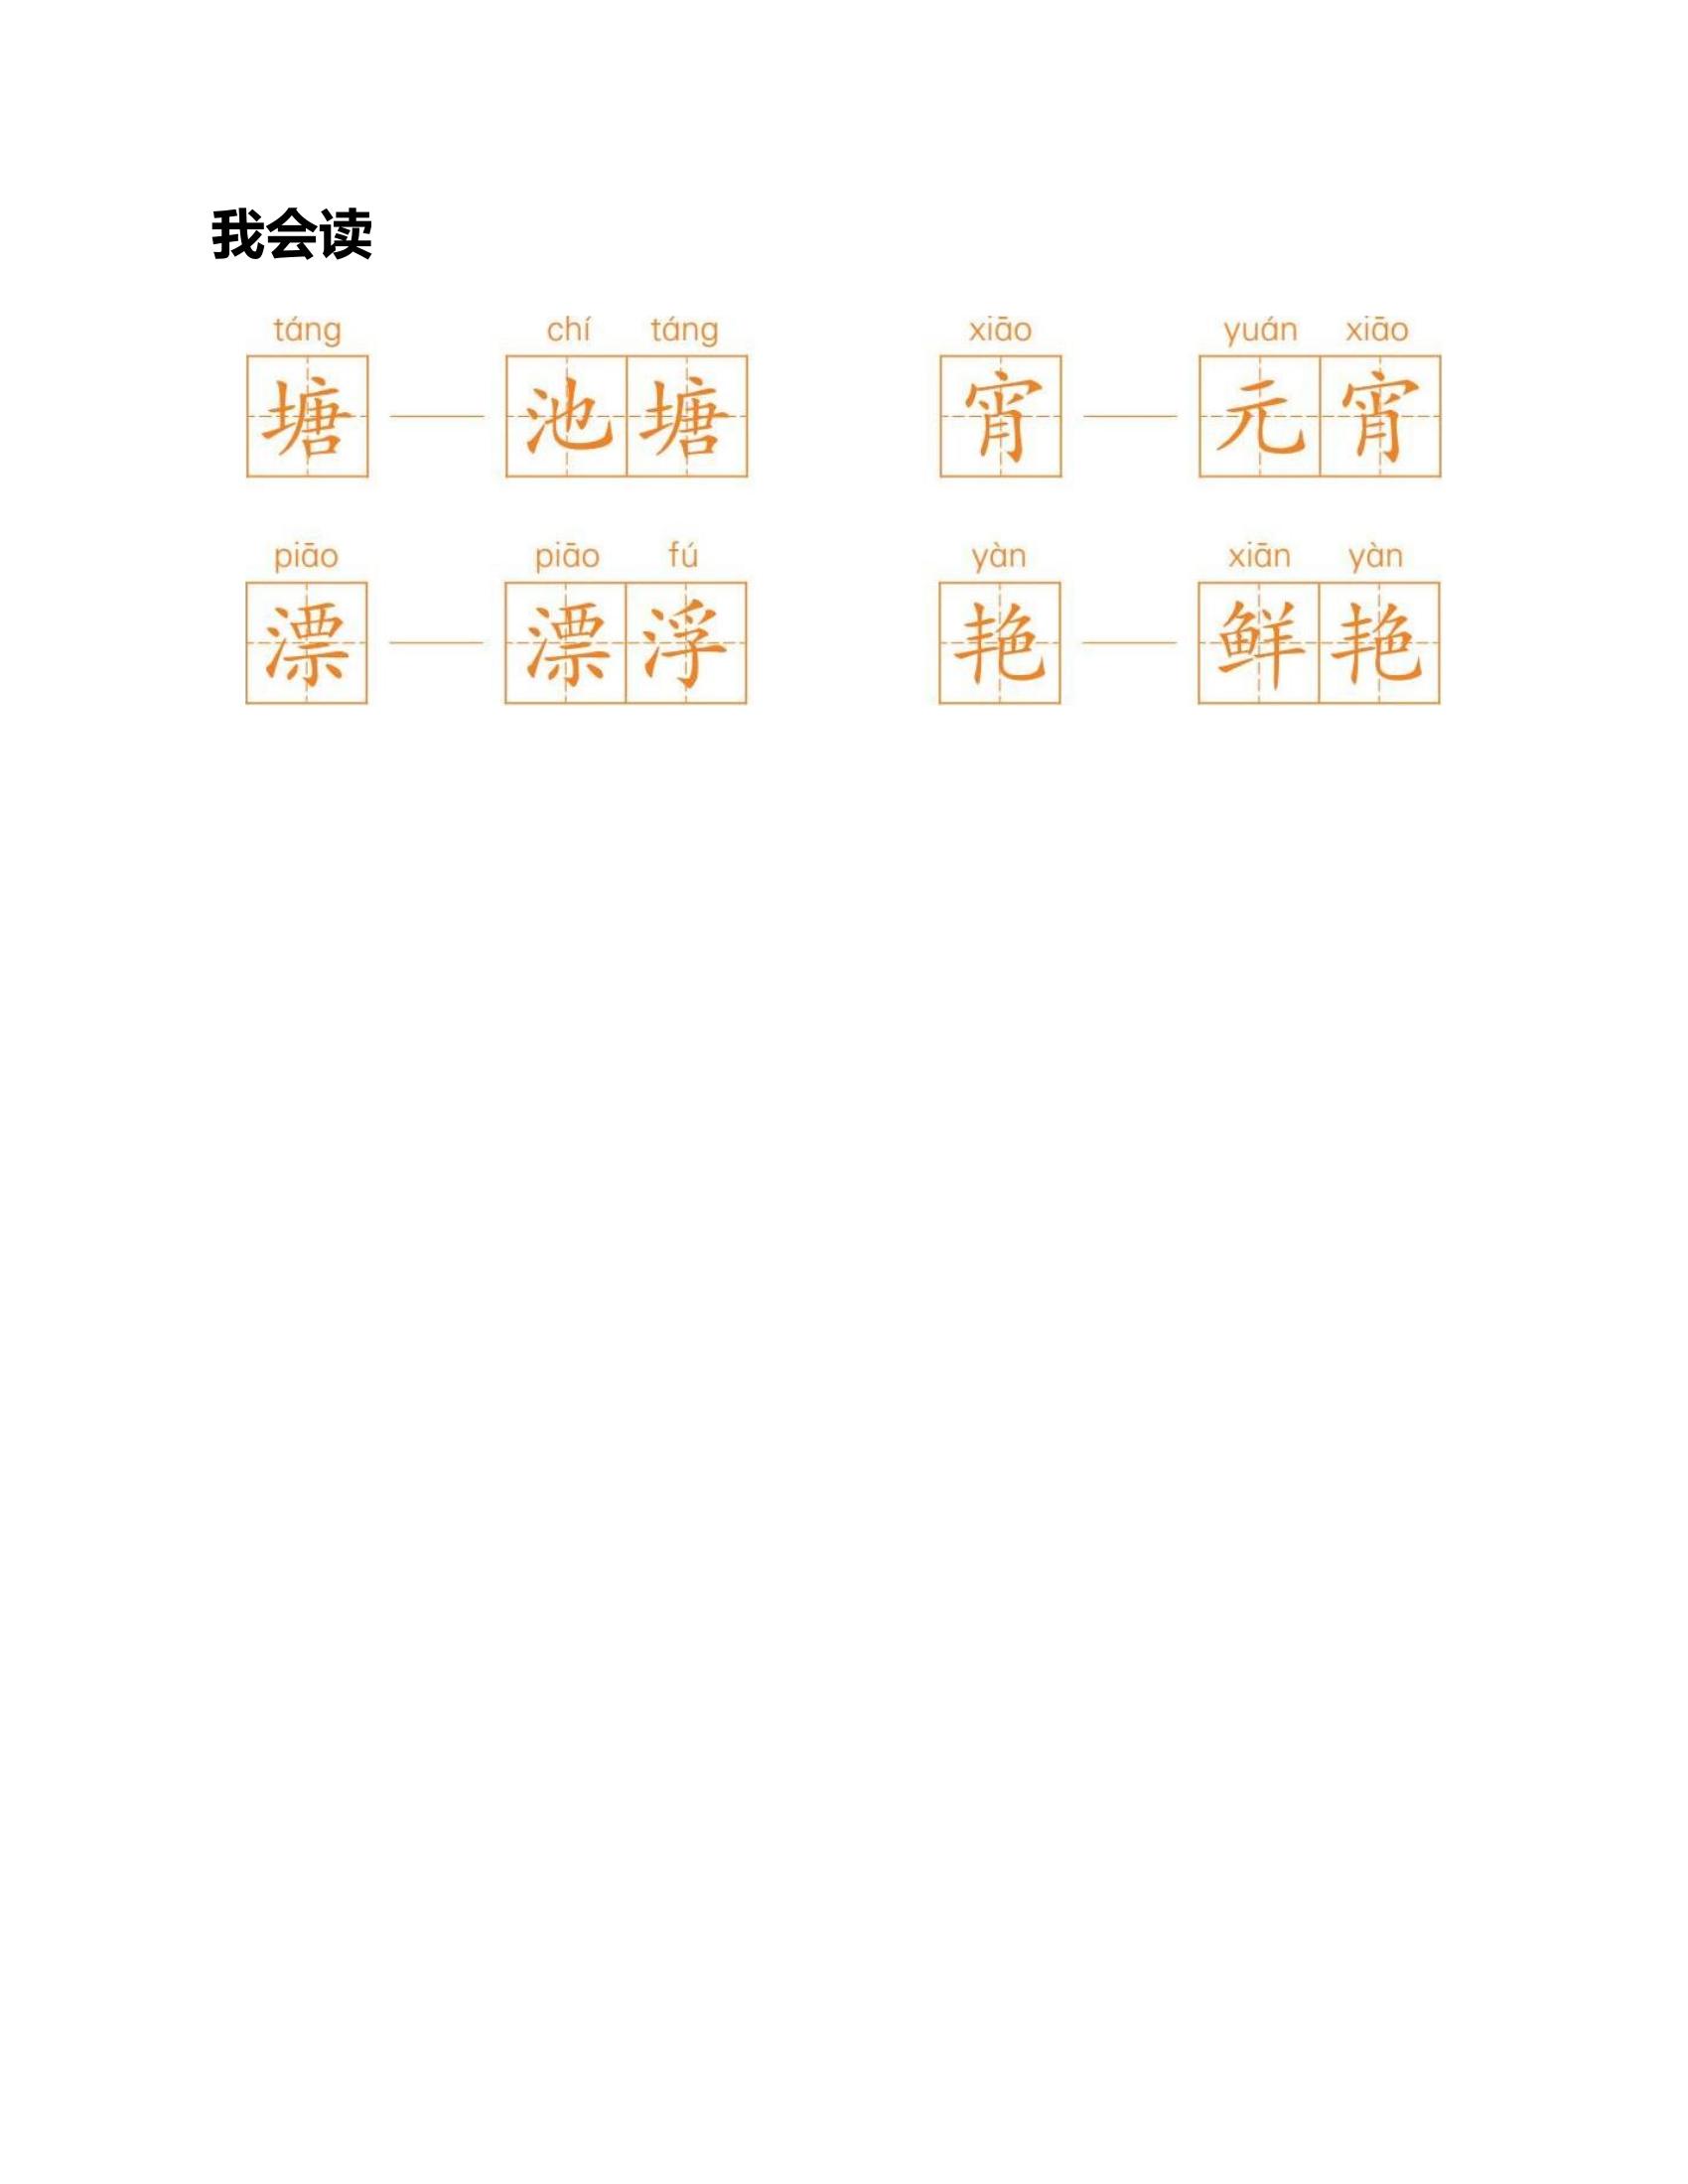 我会读
táng chí táng xiāo yuán xiāo
塘 池塘 宵 元宵
piāo piāo fú yàn xiān yàn
漂 漂浮 艳 鲜艳